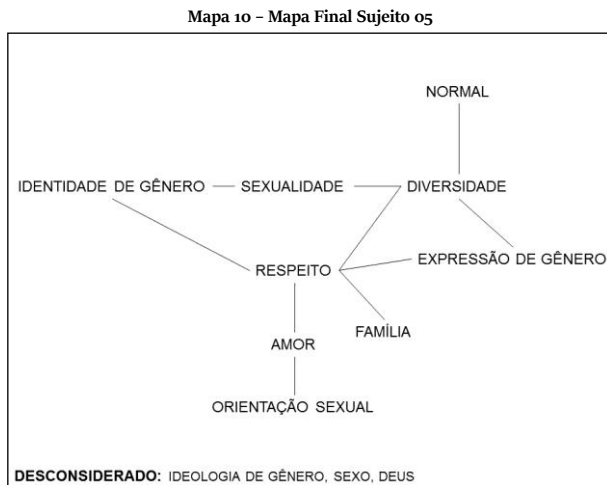 Mapa 10 – Mapa Final Sujeito 05
NORMAL
IDENTIDADE DE GÊNERO
SEXUALIDADE
DIVERSIDADE
RESPEITO
EXPRESSÃO DE GÊNERO
AMOR
FAMÍLIA
ORIENTAÇÃO SEXUAL
DESCONSIDERADO: IDEOLOGIA DE GÊNERO, SEXO, DEUS